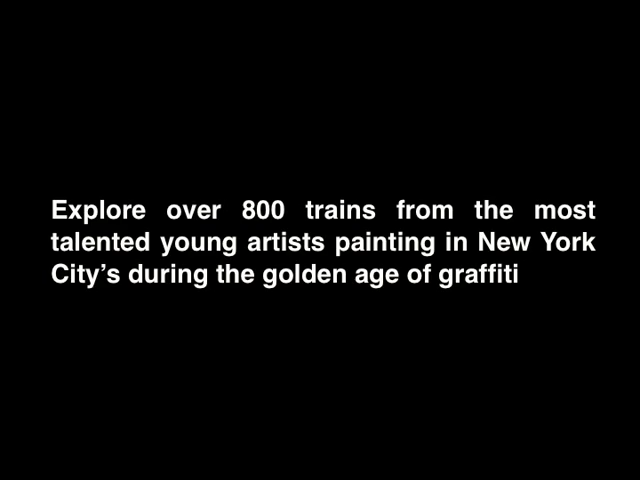 Explore over 800 trains from the most
talented young artists painting in New York
City’s during the golden age of graffiti